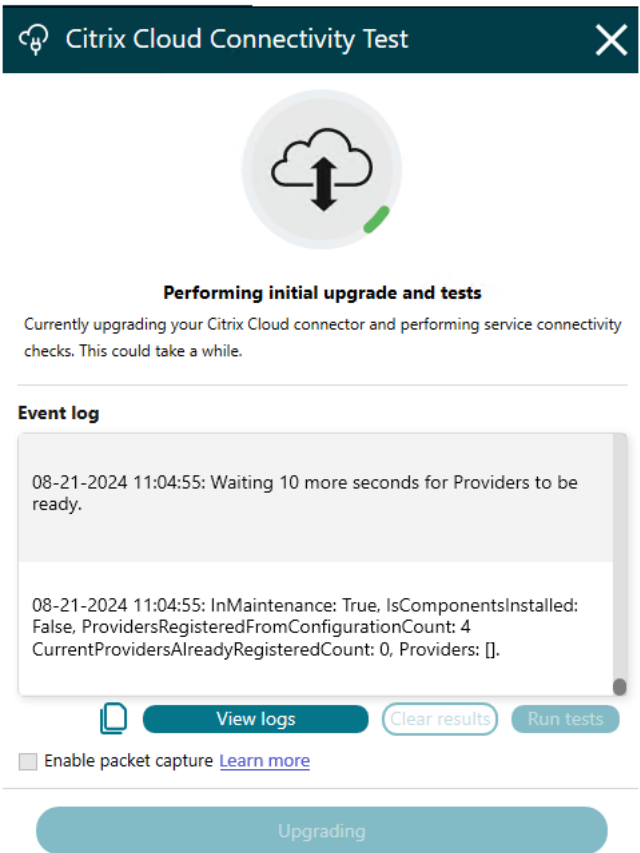 Citrix Cloud Connectivity Test
Performing initial upgrade and tests
Currently upgrading your Citrix Cloud connector and performing service connectivity
checks. This could take a while.
Event log
08-21-2024 11:04:55: Waiting 10 more seconds for Providers to be
ready.
08-21-2024 11:04:55: InMaintenance: True, IsComponentsInstalled:
False, ProvidersRegisteredFromConfigurationCount: 4
CurrentProvidersAlreadyRegisteredCount: 0, Providers: [].
View logs
Clear results
Run tests
Enable packet capture Learn more
Upgrading